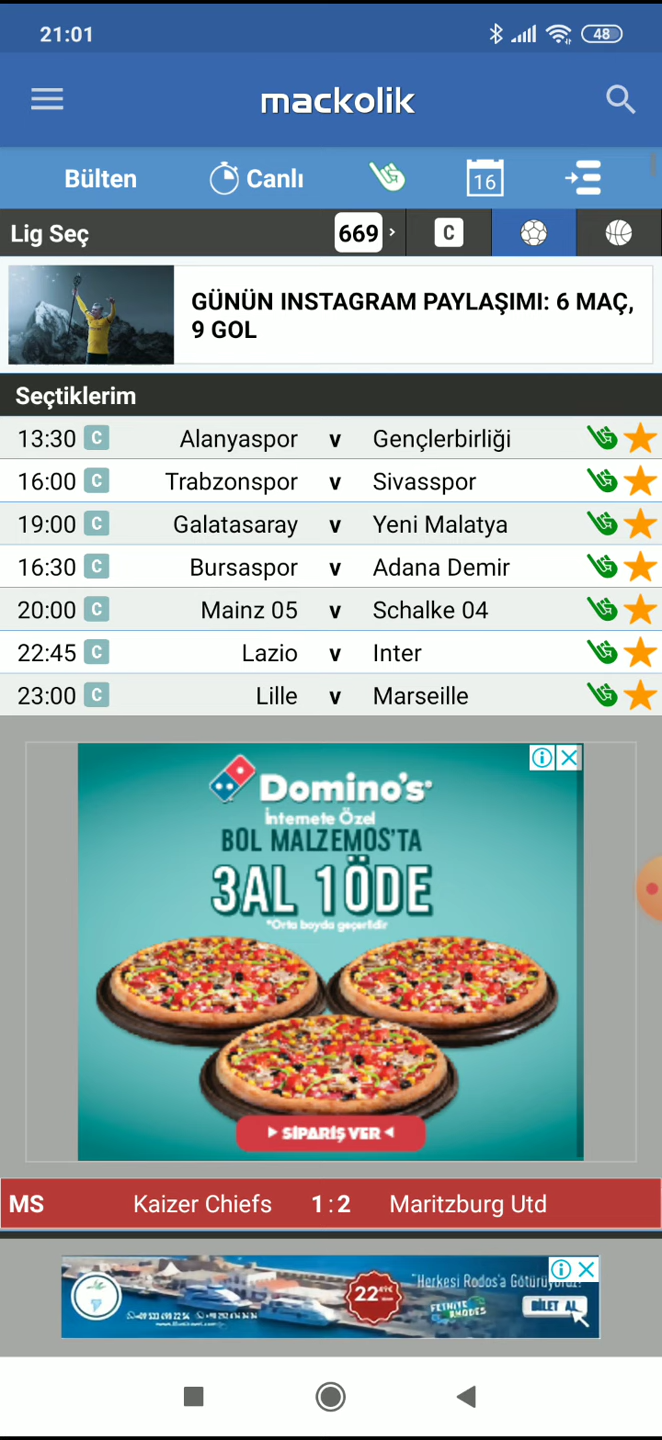 21:01
48
mackolik
Bülten
Canlı
16
Lig Seç
669
C
GÜNÜN INSTAGRAM PAYLAŞIMI: 6 MAÇ,
9 GOL
Seçtiklerim
13:30 C Alanyaspor v Gençlerbirliği
16:00 C Trabzonspor v Sivasspor
19:00 C Galatasaray v Yeni Malatya
16:30 C Bursaspor v Adana Demir
20:00 C Mainz 05 v Schalke 04
22:45 C Lazio v Inter
23:00 C Lille v Marseille
Domino's
İntemete Özel
BOL MALZEMOS'TA
3AL 1ÖDE
*Orta boyda geçerlidir
SİPARİŞ VER
MS Kaizer Chiefs 1 : 2 Maritzburg Utd
"Herkesi Rodos'a Götürüyoruz!"
22
FETHIYE
RHODES
BİLET AL